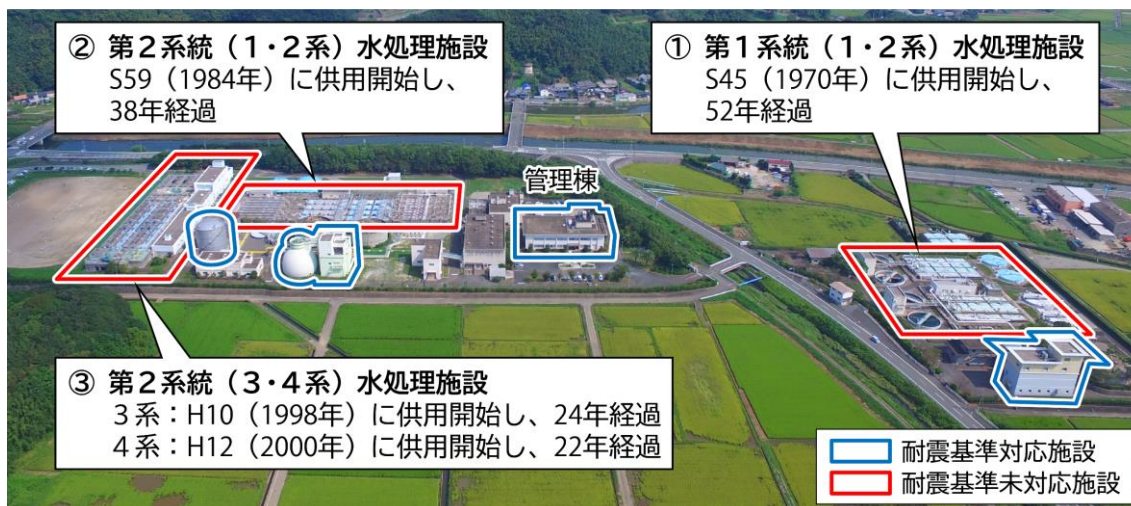 ② 第2系統（1・2系）水処理施設
S59（1984年）に供用開始し、
38年経過
① 第1系統（1・2系）水処理施設
S45（1970年）に供用開始し、
52年経過
管理棟
③ 第2系統（3・4系）水処理施設
3系：H10（1998年）に供用開始し、24年経過
4系：H12（2000年）に供用開始し、22年経過
耐震基準対応施設
耐震基準未対応施設